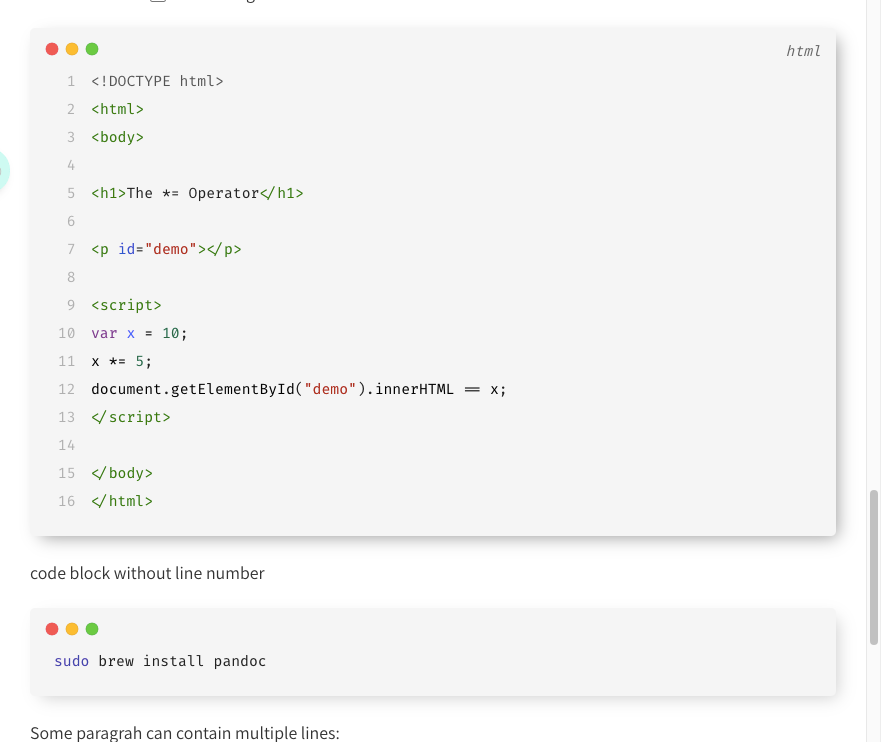 html
1 <!DOCTYPE html>
2 <html>
3 <body>
4
5 <h1>The *= Operator</h1>
6
7 <p id="demo"></p>
8
9 <script>
10 var x = 10;
11 x *= 5;
12 document.getElementById("demo").innerHTML == x;
13 </script>
14
15 </body>
16 </html>
code block without line number
sudo brew install pandoc
Some paragrah can contain multiple lines: